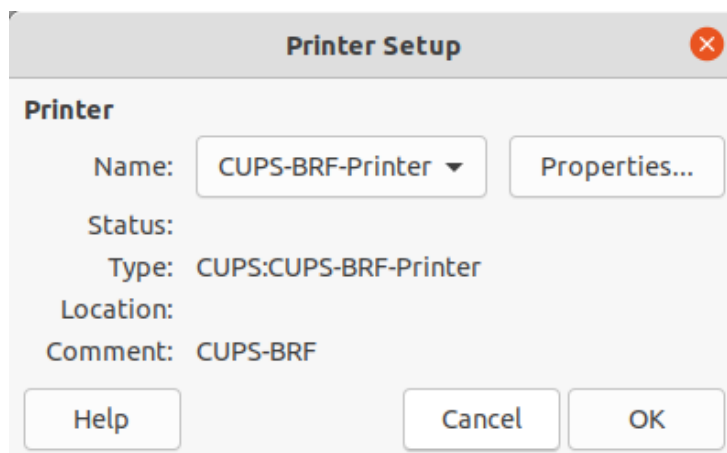 Printer Setup
Printer
Name: CUPS-BRF-Printer Properties...
Status:
Type: CUPS:CUPS-BRF-Printer
Location:
Comment: CUPS-BRF
Help Cancel OK